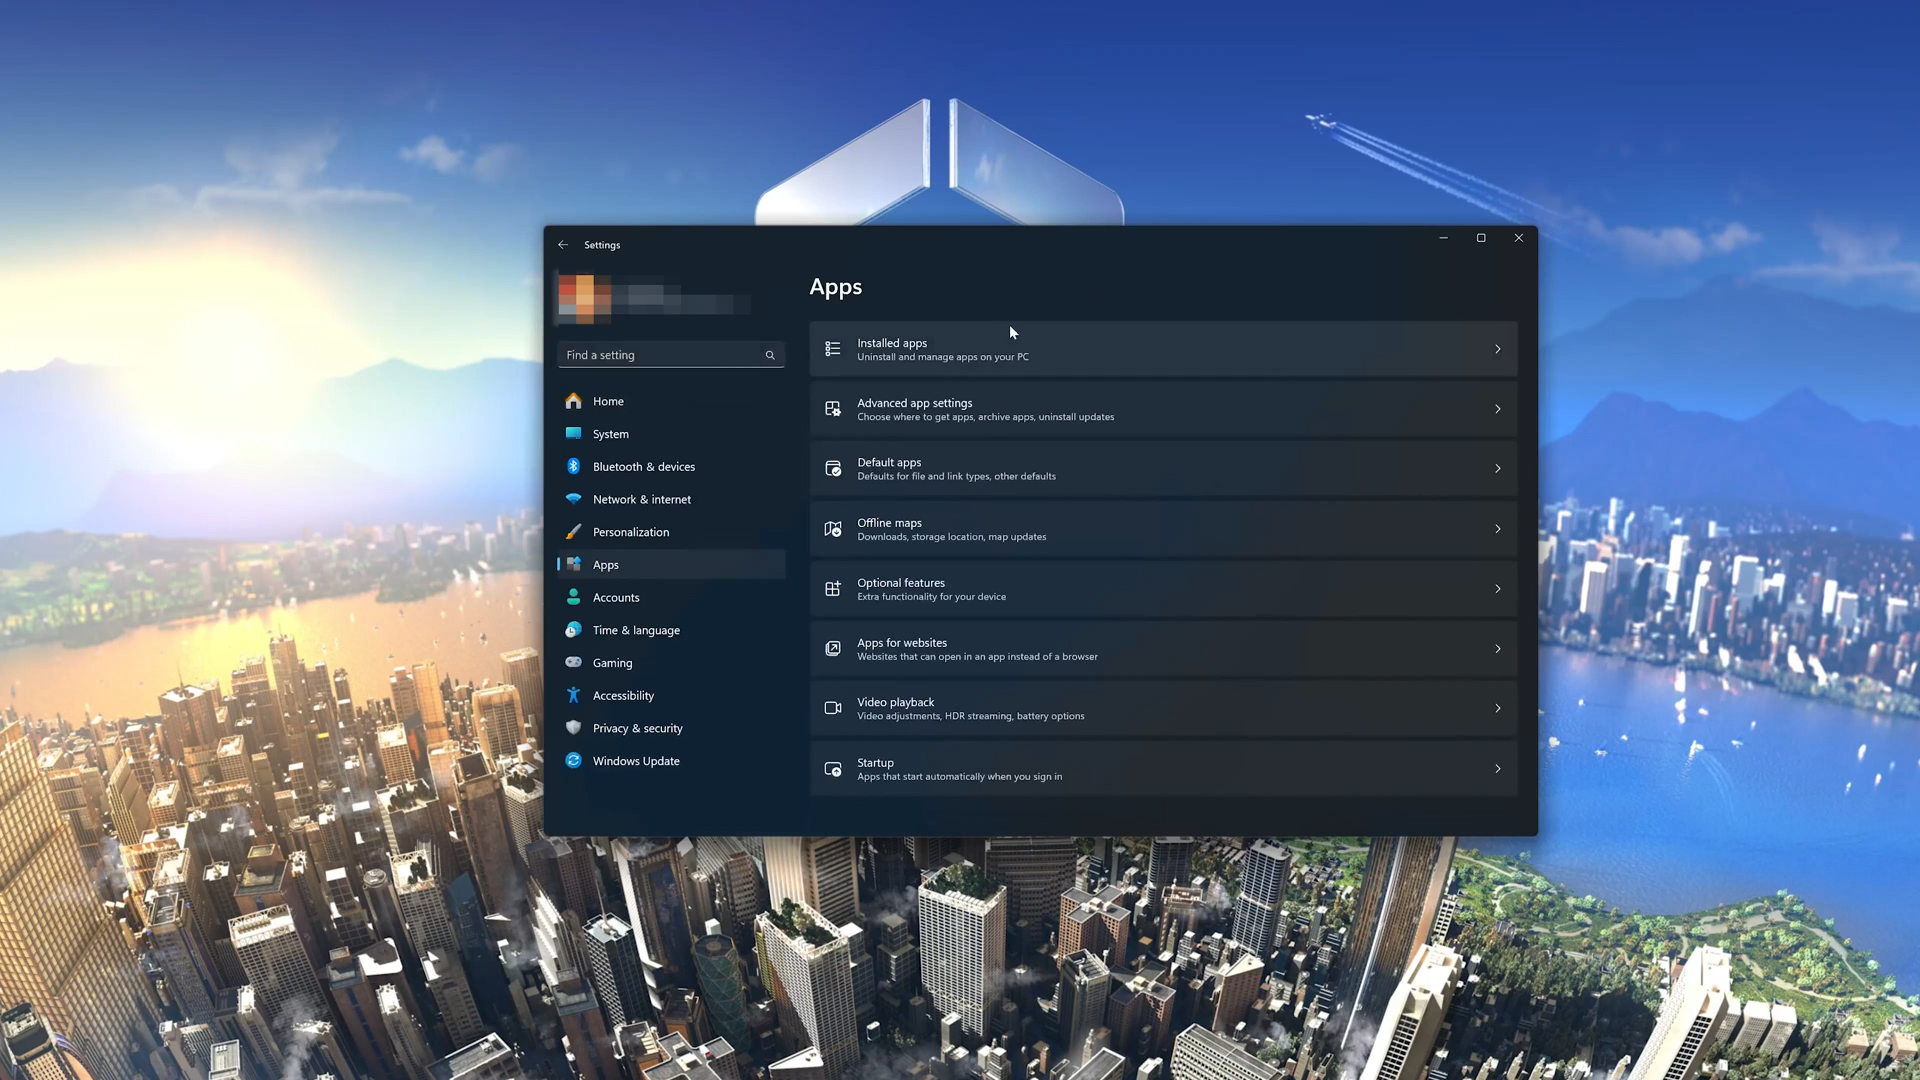 Settings
Find a setting
Home
System
Bluetooth & devices
Network & internet
Personalization
Apps
Accounts
Time & language
Gaming
Accessibility
Privacy & security
Windows Update
Apps
Installed apps
Uninstall and manage apps on your PC
Advanced app settings
Choose where to get apps, archive apps, uninstall updates
Default apps
Defaults for file and link types, other defaults
Offline maps
Downloads, storage location, map updates
Optional features
Extra functionality for your device
Apps for websites
Websites that can open in an app instead of a browser
Video playback
Video adjustments, HDR streaming, battery options
Startup
Apps that start automatically when you sign in